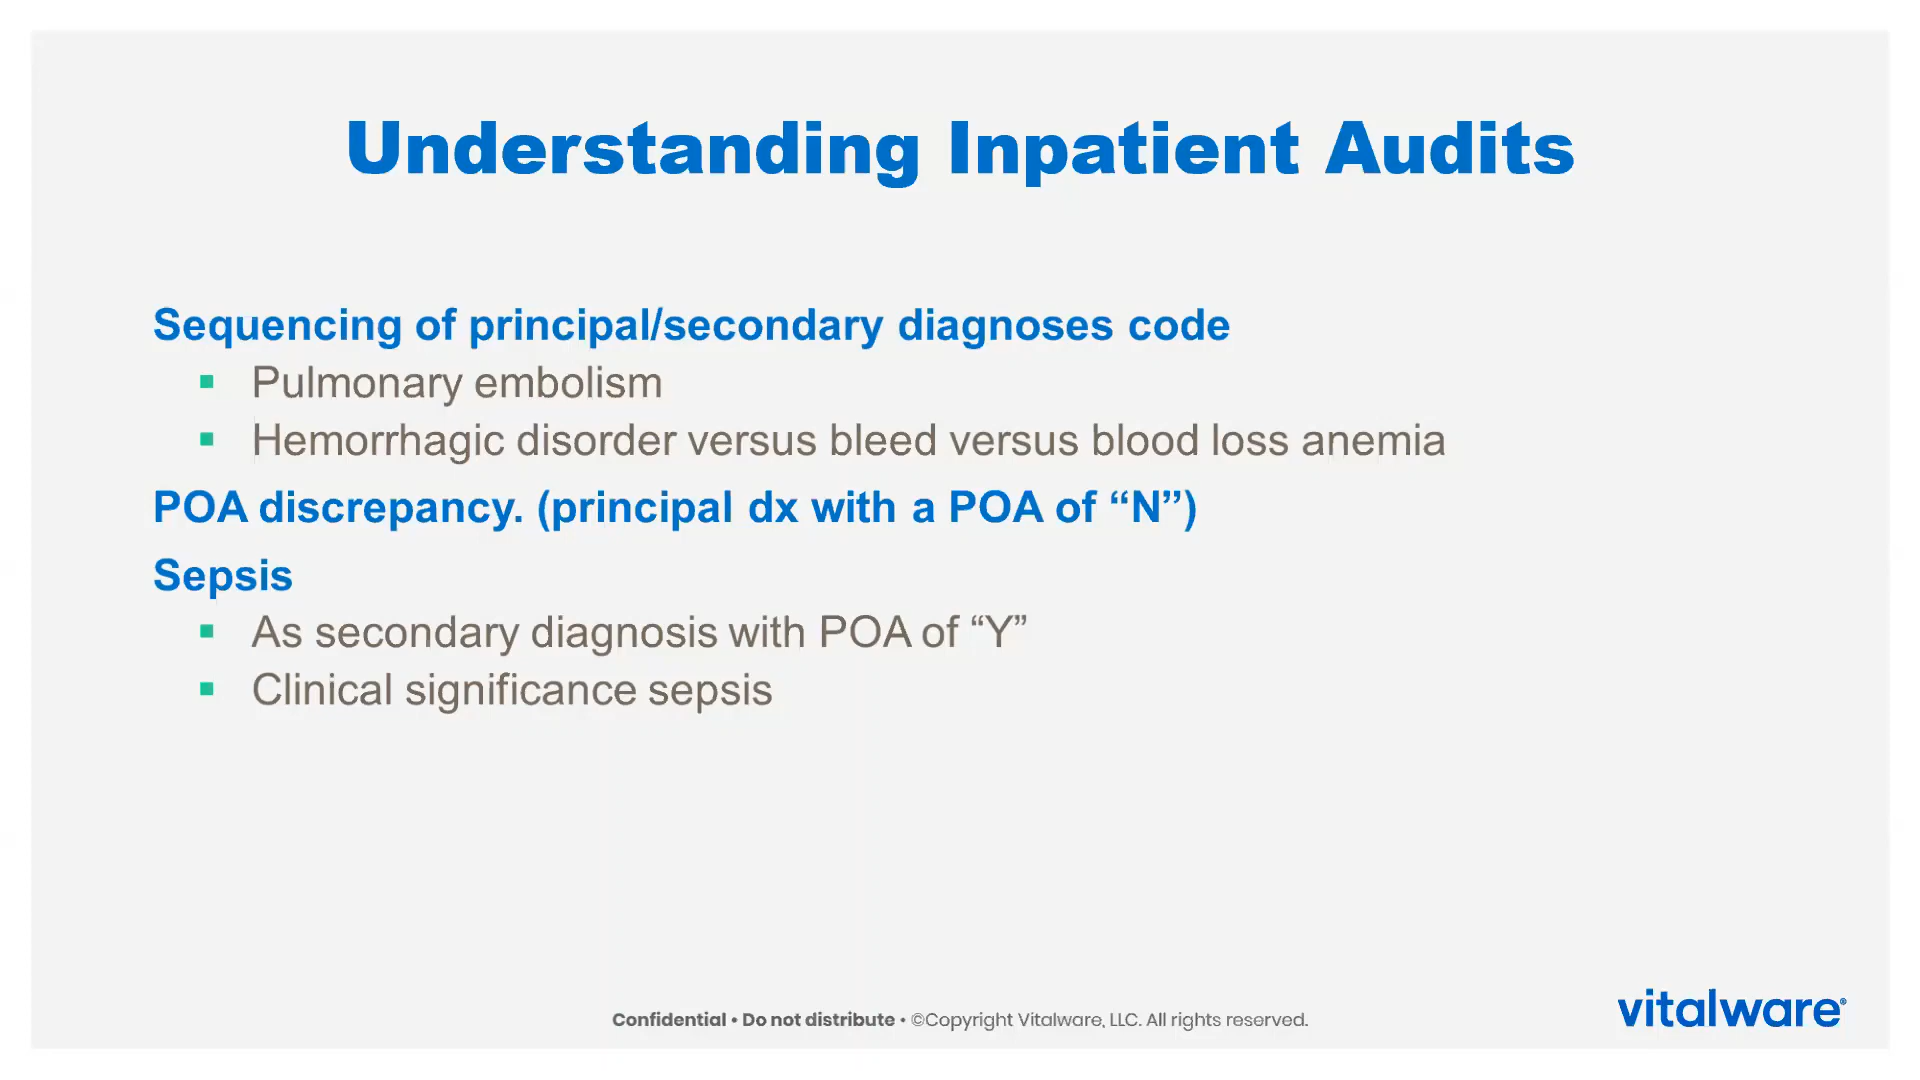 Understanding Inpatient Audits
Sequencing of principal/secondary diagnoses code
▪ Pulmonary embolism
▪ Hemorrhagic disorder versus bleed versus blood loss anemia
POA discrepancy. (principal dx with a POA of “N”)
Sepsis
▪ As secondary diagnosis with POA of “Y”
▪ Clinical significance sepsis
Confidential • Do not distribute • ©Copyright Vitalware, LLC. All rights reserved.
vitalware®